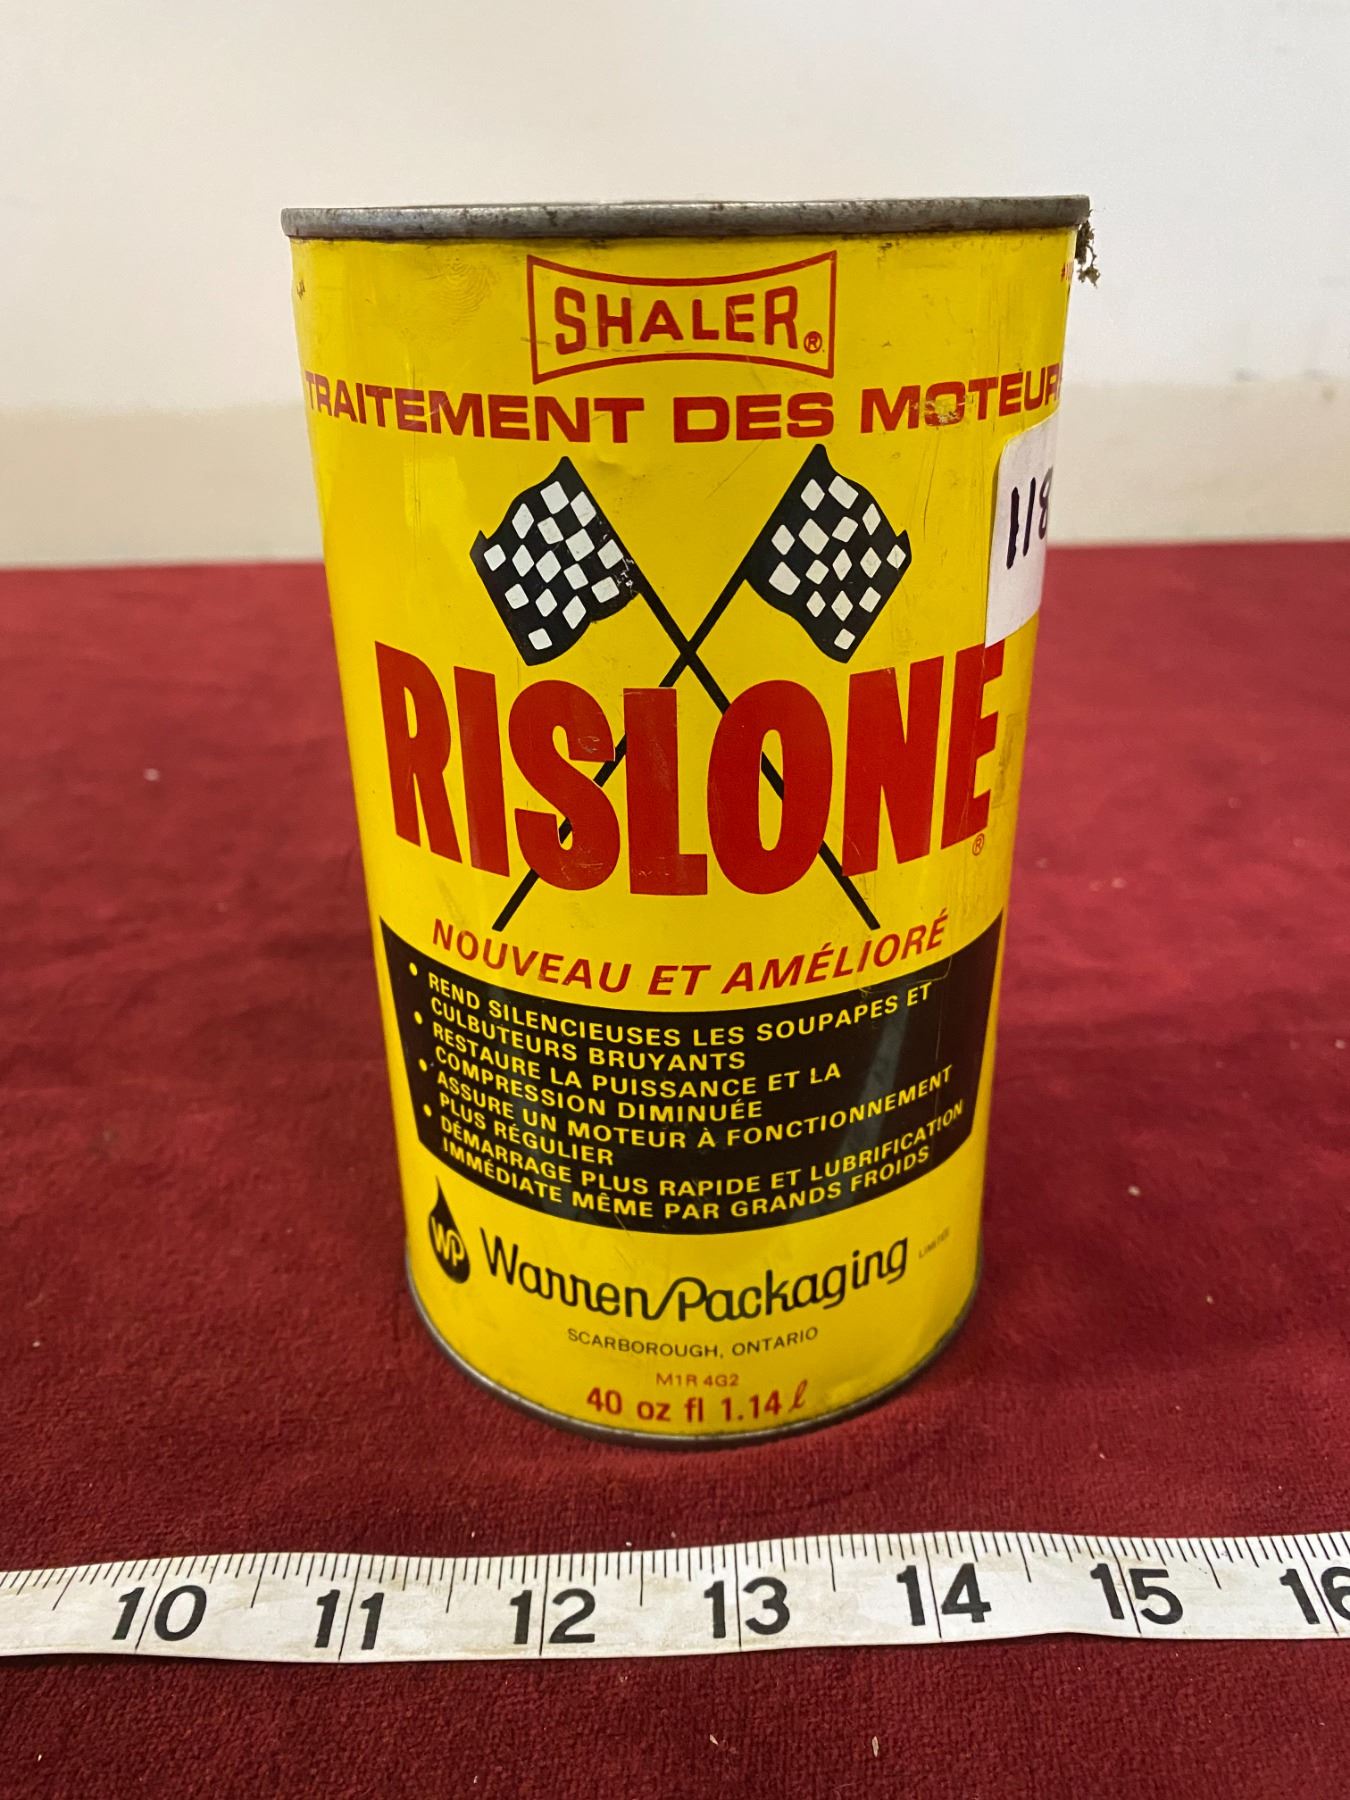 SHALER®
TRAITEMENT DES MOTEUR
118
RISLONE®
NOUVEAU ET AMÉLIORÉ
• REND SILENCIEUSES LES SOUPAPES ET
CULBUTEURS BRUYANTS
• RESTAURE LA PUISSANCE ET LA
COMPRESSION DIMINUÉE
• ASSURE UN MOTEUR À FONCTIONNEMENT
PLUS RÉGULIER
• DÉMARRAGE PLUS RAPIDE ET LUBRIFICATION
IMMÉDIATE MÊME PAR GRANDS FROIDS
WP Warren/Packaging
SCARBOROUGH, ONTARIO
M1R 4G2
40 oz fl 1.14 ℓ
10 11 12 13 14 15 16